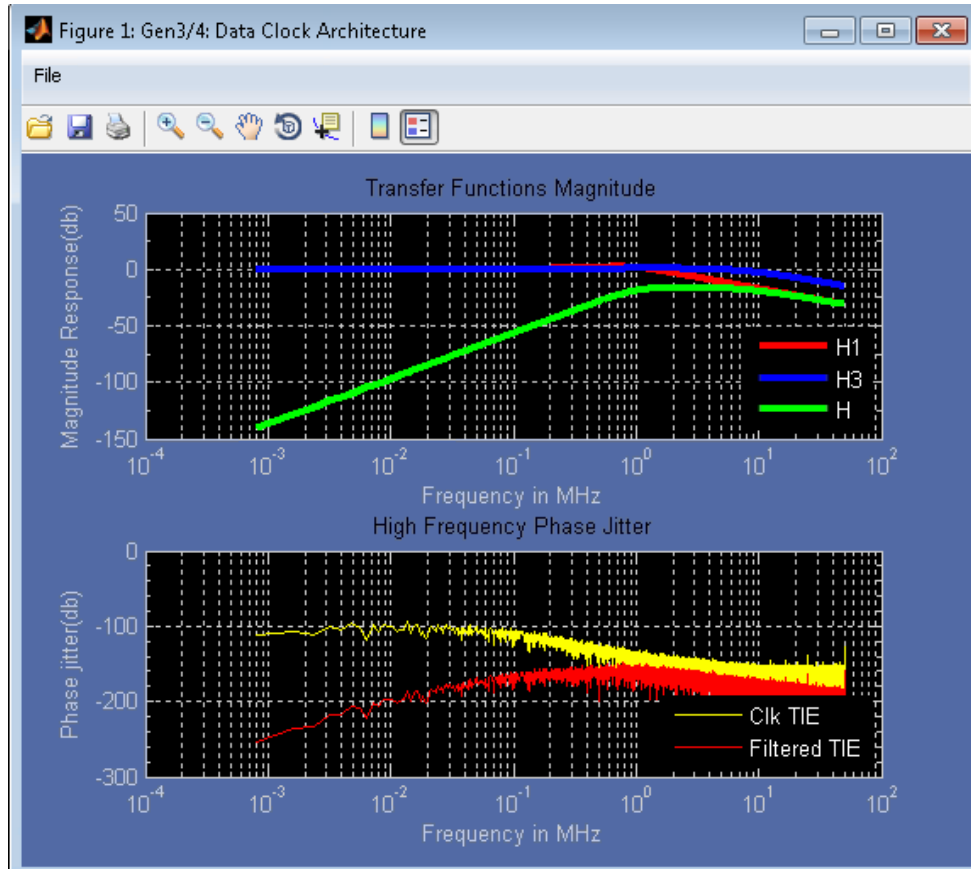 Figure 1: Gen3/4: Data Clock Architecture
File
Transfer Functions Magnitude
Magnitude Response(db)
50
0
-50
-100
-150
H1
H3
H
10^-4 10^-3 10^-2 10^-1 10^0 10^1 10^2
Frequency in MHz
High Frequency Phase Jitter
Phase jitter(db)
0
-100
-200
-300
Clk TIE
Filtered TIE
10^-4 10^-3 10^-2 10^-1 10^0 10^1 10^2
Frequency in MHz